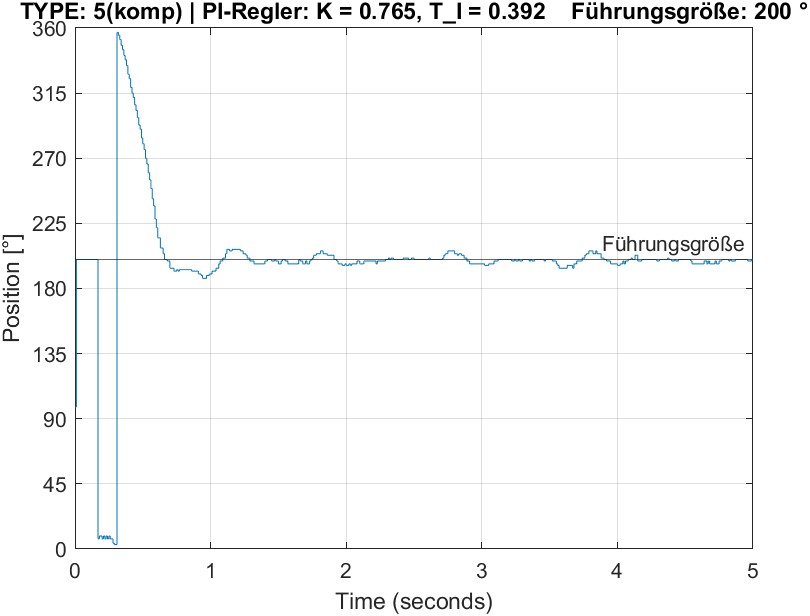 TYPE: 5(komp) | PI-Regler: K = 0.765, T_I = 0.392    Führungsgröße: 200 °
360
315
270
225
180
135
90
45
0
Position [°]
Führungsgröße
0 1 2 3 4 5
Time (seconds)